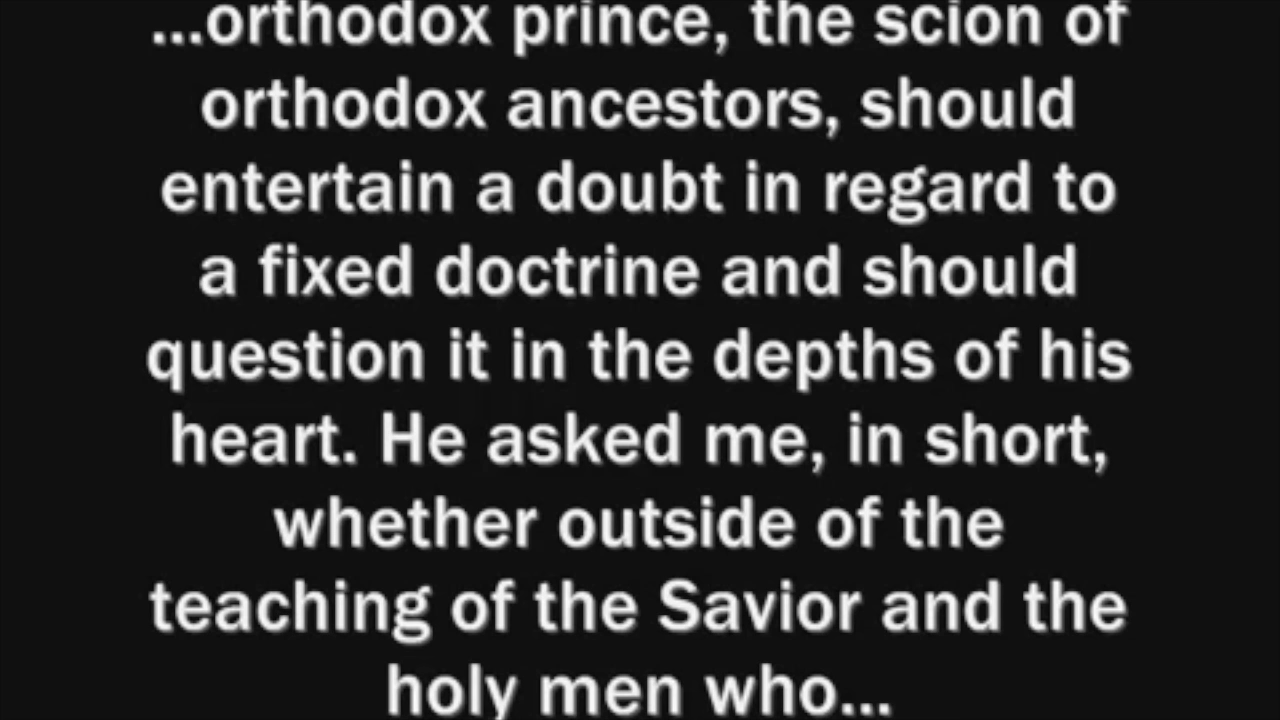 ...orthodox prince, the scion of
orthodox ancestors, should
entertain a doubt in regard to
a fixed doctrine and should
question it in the depths of his
heart. He asked me, in short,
whether outside of the
teaching of the Savior and the
holy men who...